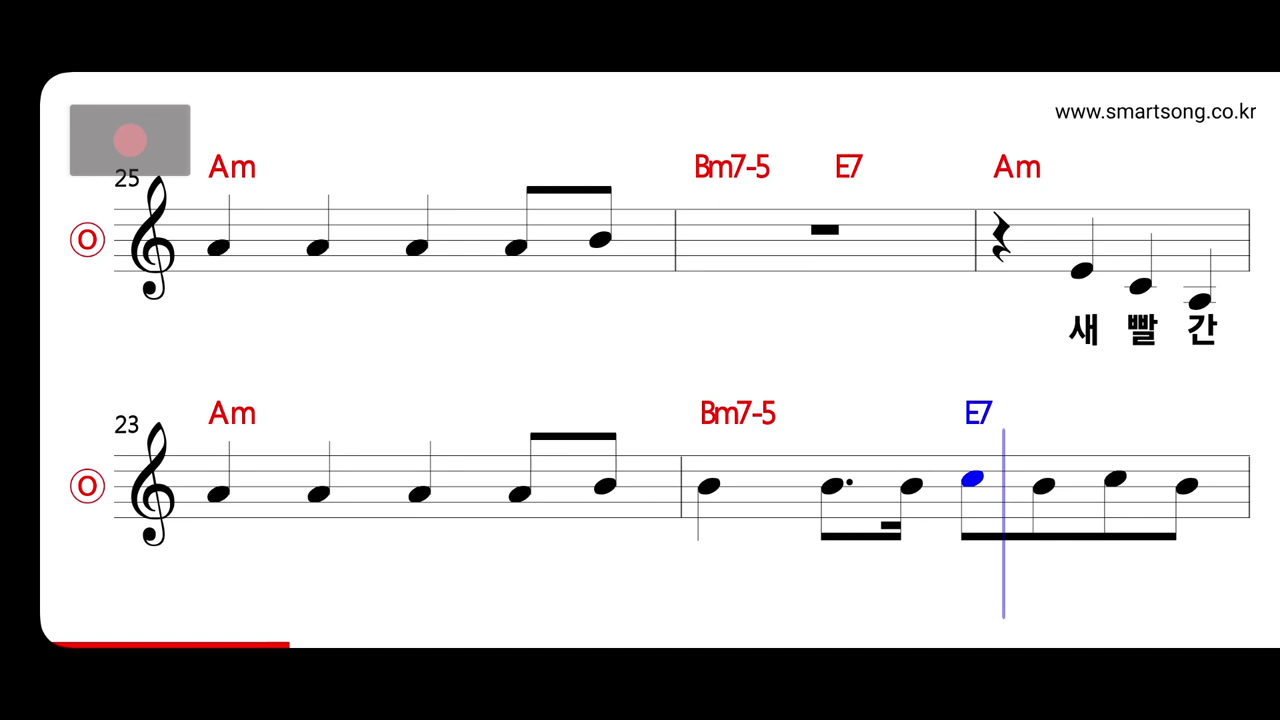 www.smartsong.co.kr
Am Bm7-5 E7 Am
25
O
새 빨 간
Am Bm7-5 E7
23
O